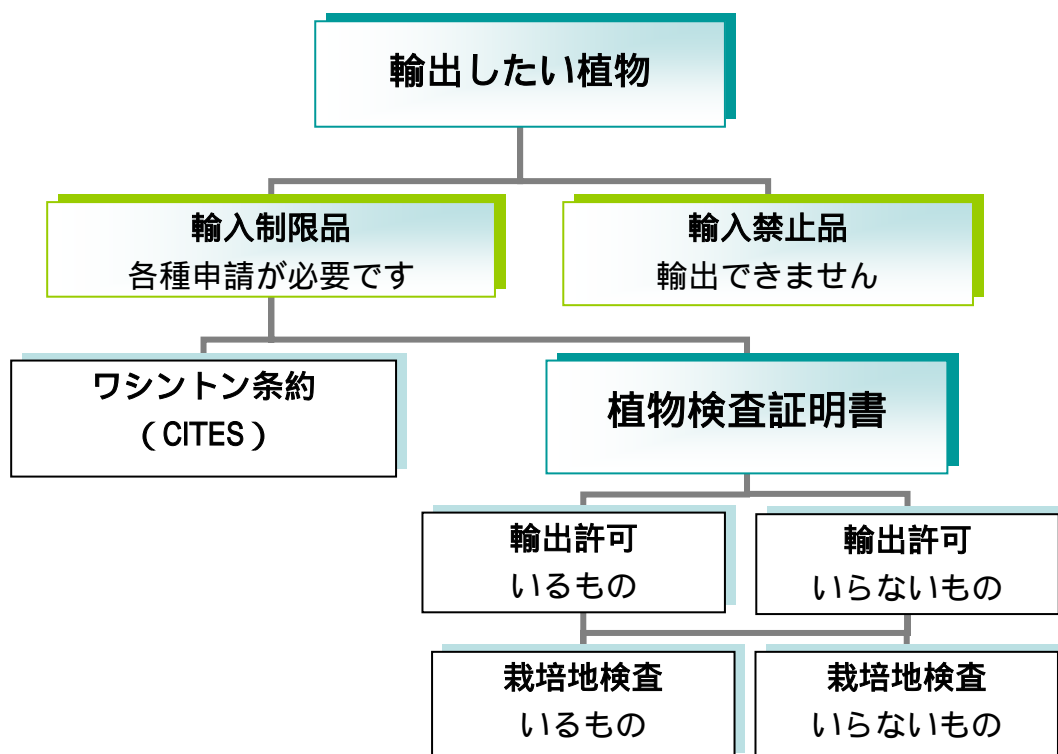 輸出したい植物
輸入制限品
各種申請が必要です
輸入禁止品
輸出できません
ワシントン条約
（CITES）
植物検査証明書
輸出許可
いるもの
輸出許可
いらないもの
栽培地検査
いるもの
栽培地検査
いらないもの